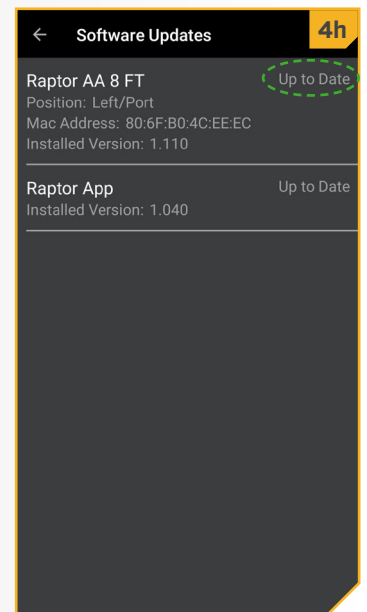 Software Updates
4h
Raptor AA 8 FT
Up to Date
Position: Left/Port
Mac Address: 80:6F:B0:4C:EE:EC
Installed Version: 1.110
Raptor App
Up to Date
Installed Version: 1.040